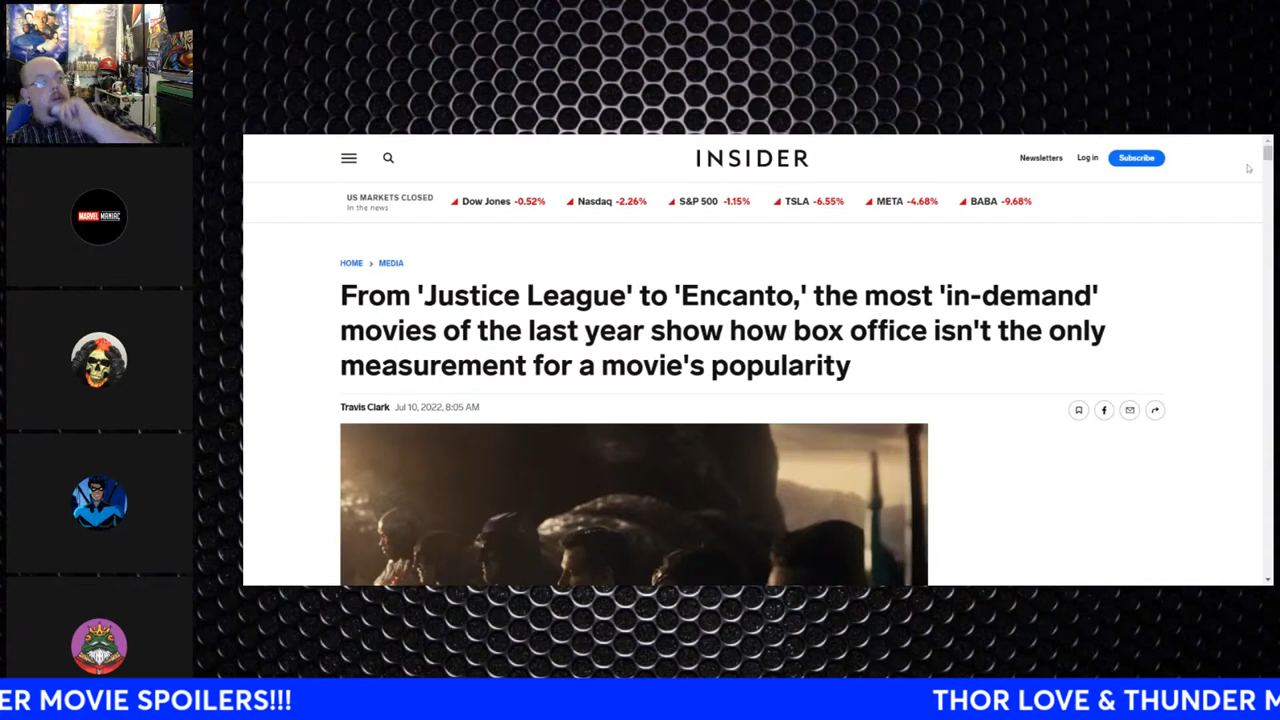 MARVEL MANIAC
INSIDER
Newsletters Log in Subscribe
US MARKETS CLOSED
In the news
Dow Jones -0.52% Nasdaq -2.26% S&P 500 -1.15% TSLA -6.55% META -4.68% BABA -9.68%
HOME > MEDIA
From 'Justice League' to 'Encanto,' the most 'in-demand'
movies of the last year show how box office isn't the only
measurement for a movie's popularity
Travis Clark Jul 10, 2022, 8:05 AM
ER MOVIE SPOILERS!!! THOR LOVE & THUNDER M